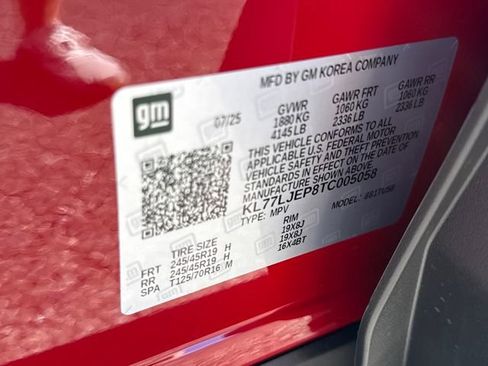 MFD BY GM KOREA COMPANY
gm
07/25
GVWR GAWR FRT GAWR RR
1880 KG 1060 KG 1060 KG
4145 LB 2336 LB 2336 LB
THIS VEHICLE CONFORMS TO ALL
APPLICABLE U.S. FEDERAL MOTOR
VEHICLE SAFETY AND THEFT PREVENTION
STANDARDS IN EFFECT ON THE DATE OF
MANUFACTURE SHOWN ABOVE.
KL77LJEP8TC005058
TYPE: MPV MODEL:
TIRE SIZE RIM
FRT 245/45R19 H 19X8J
RR 245/45R19 H 19X8J
SPA T125/70R16 M 16X4BT